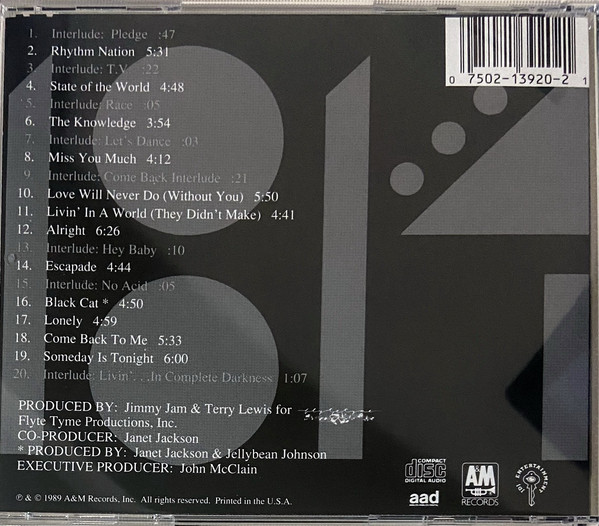 1. Interlude: Pledge :47
2. Rhythm Nation 5:31
3. Interlude: T.V. :22
4. State of the World 4:48
5. Interlude: Race :05
6. The Knowledge 3:54
7. Interlude: Let's Dance :03
8. Miss You Much 4:12
9. Interlude: Come Back Interlude :21
10. Love Will Never Do (Without You) 5:50
11. Livin' In A World (They Didn't Make) 4:41
12. Alright 6:26
13. Interlude: Hey Baby :10
14. Escapade 4:44
15. Interlude: No Acid :05
16. Black Cat * 4:50
17. Lonely 4:59
18. Come Back To Me 5:33
19. Someday Is Tonight 6:00
20. Interlude: Livin'. . .In Complete Darkness 1:07
PRODUCED BY: Jimmy Jam & Terry Lewis for
Flyte Tyme Productions, Inc.
CO-PRODUCER: Janet Jackson
* PRODUCED BY: Janet Jackson & Jellybean Johnson
EXECUTIVE PRODUCER: John McClain
℗ & © 1989 A&M Records, Inc. All rights reserved. Printed in the U.S.A.
0 7502-13920-2 1
1814
COMPACT
disc
DIGITAL AUDIO
aad
A&M
RECORDS
ENTERTAINMENT